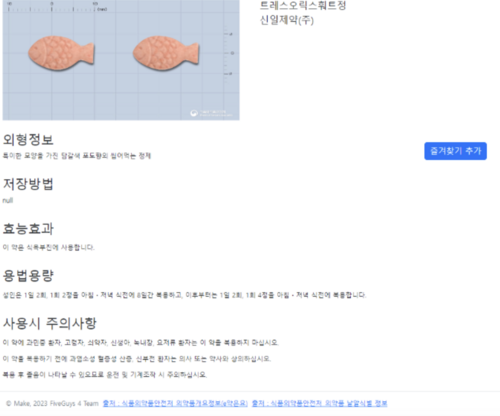 트레스오릭스훠트정
신일제약(주)
외형정보
특이한 모양을 가진 담갈색 포도향의 씹어먹는 정제
즐겨찾기 추가
저장방법
null
효능효과
이 약은 식욕부진에 사용합니다.
용법용량
성인은 1일 2회, 1회 2정을 아침 - 저녁 식전에 8일간 복용하고, 이후부터는 1일 2회, 1회 4정을 아침 - 저녁 식전에 복용합니다.
사용시 주의사항
이 약에 과민증 환자, 고령자, 쇠약자, 신생아, 녹내장, 요저류 환자는 이 약을 복용하지 마십시오.
이 약을 복용하기 전에 과염소성 혈증성 산증, 신부전 환자는 의사 또는 약사와 상의하십시오.
복용 후 졸음이 나타날 수 있으므로 운전 및 기계조작 시 주의하십시오.
© Make, 2023 FiveGuys 4 Team 출처 : 식품의약품안전처 의약품개요정보(e약은요) 출처 : 식품의약품안전처 의약품 낱알식별 정보